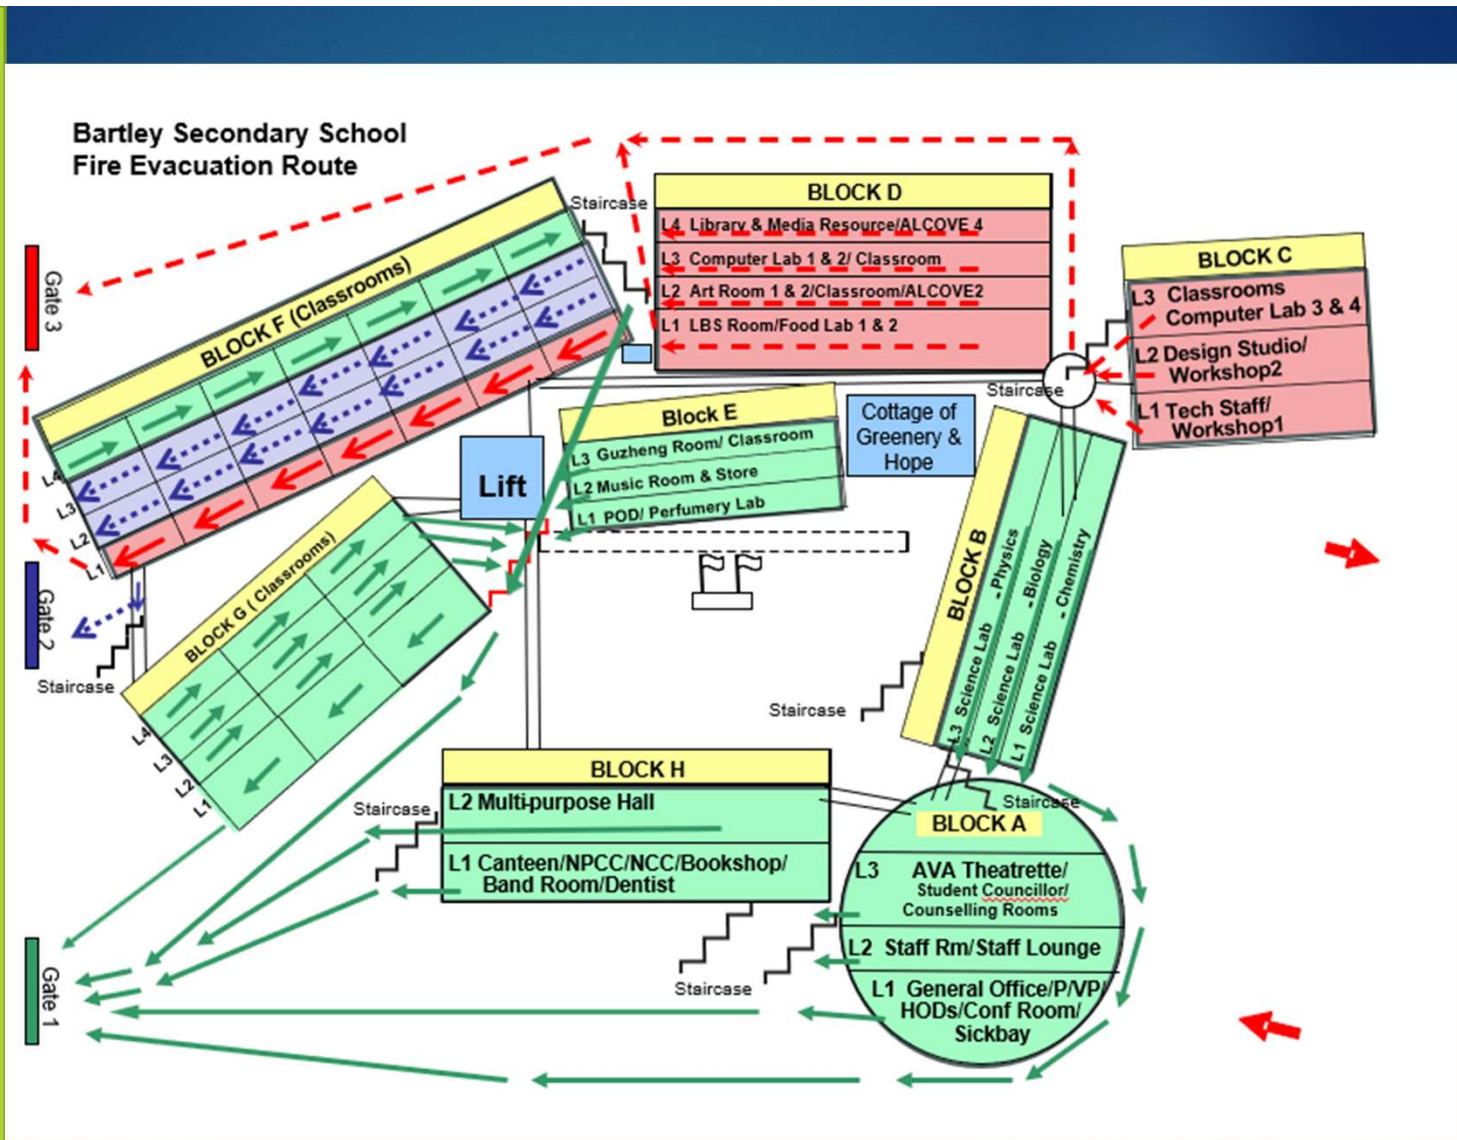 Bartley Secondary School
Fire Evacuation Route
Gate 3
Gate 2
Gate 1
BLOCK F (Classrooms)
L4
L3
L2
L1
Staircase
BLOCK D
L4 Library & Media Resource/ALCOVE 4
L3 Computer Lab 1 & 2/ Classroom
L2 Art Room 1 & 2/Classroom/ALCOVE2
L1 LBS Room/Food Lab 1 & 2
BLOCK C
L3 Classrooms
Computer Lab 3 & 4
L2 Design Studio/
Workshop2
L1 Tech Staff/
Workshop1
Staircase
Block E
L3 Guzheng Room/ Classroom
L2 Music Room & Store
L1 POD/ Perfumery Lab
Cottage of
Greenery &
Hope
Lift
BLOCK G ( Classrooms)
L4
L3
L2
L1
Staircase
BLOCK B
L3 Science Lab - Physics
L2 Science Lab - Biology
L1 Science Lab - Chemistry
Staircase
BLOCK H
L2 Multi-purpose Hall
L1 Canteen/NPCC/NCC/Bookshop/
Band Room/Dentist
Staircase
Staircase
Staircase
BLOCK A
L3 AVA Theatrette/
Student Councillor/
Counselling Rooms
L2 Staff Rm/Staff Lounge
L1 General Office/P/VP/
HODs/Conf Room/
Sickbay